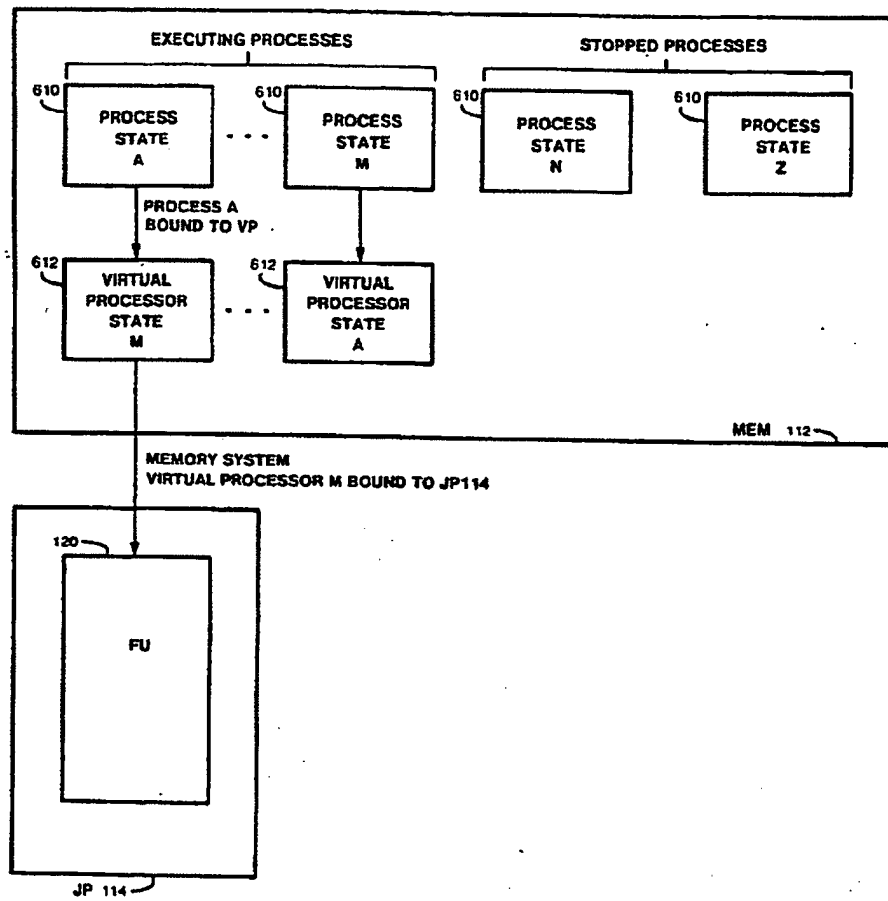 EXECUTING PROCESSES
STOPPED PROCESSES
610
PROCESS
STATE
A
610
PROCESS
STATE
M
610
PROCESS
STATE
N
610
PROCESS
STATE
Z
PROCESS A
BOUND TO VP
612
VIRTUAL
PROCESSOR
STATE
M
612
VIRTUAL
PROCESSOR
STATE
A
MEM 112
MEMORY SYSTEM
VIRTUAL PROCESSOR M BOUND TO JP114
120
FU
JP 114